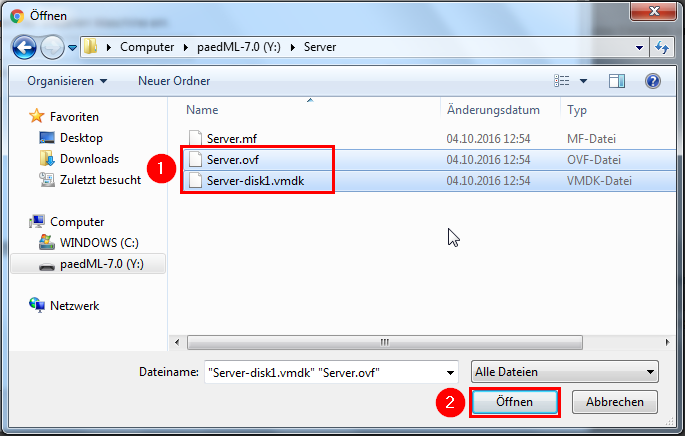 Öffnen
Computer ▸ paedML-7.0 (Y:) ▸ Server
Organisieren Neuer Ordner
Name Änderungsdatum Typ
Favoriten
Desktop
Downloads
Zuletzt besucht
Computer
WINDOWS (C:)
paedML-7.0 (Y:)
Netzwerk
Server.mf 04.10.2016 12:54 MF-Datei
1
Server.ovf 04.10.2016 12:54 OVF-Datei
Server-disk1.vmdk 04.10.2016 12:54 VMDK-Datei
Dateiname: "Server-disk1.vmdk" "Server.ovf" Alle Dateien
2 Öffnen Abbrechen